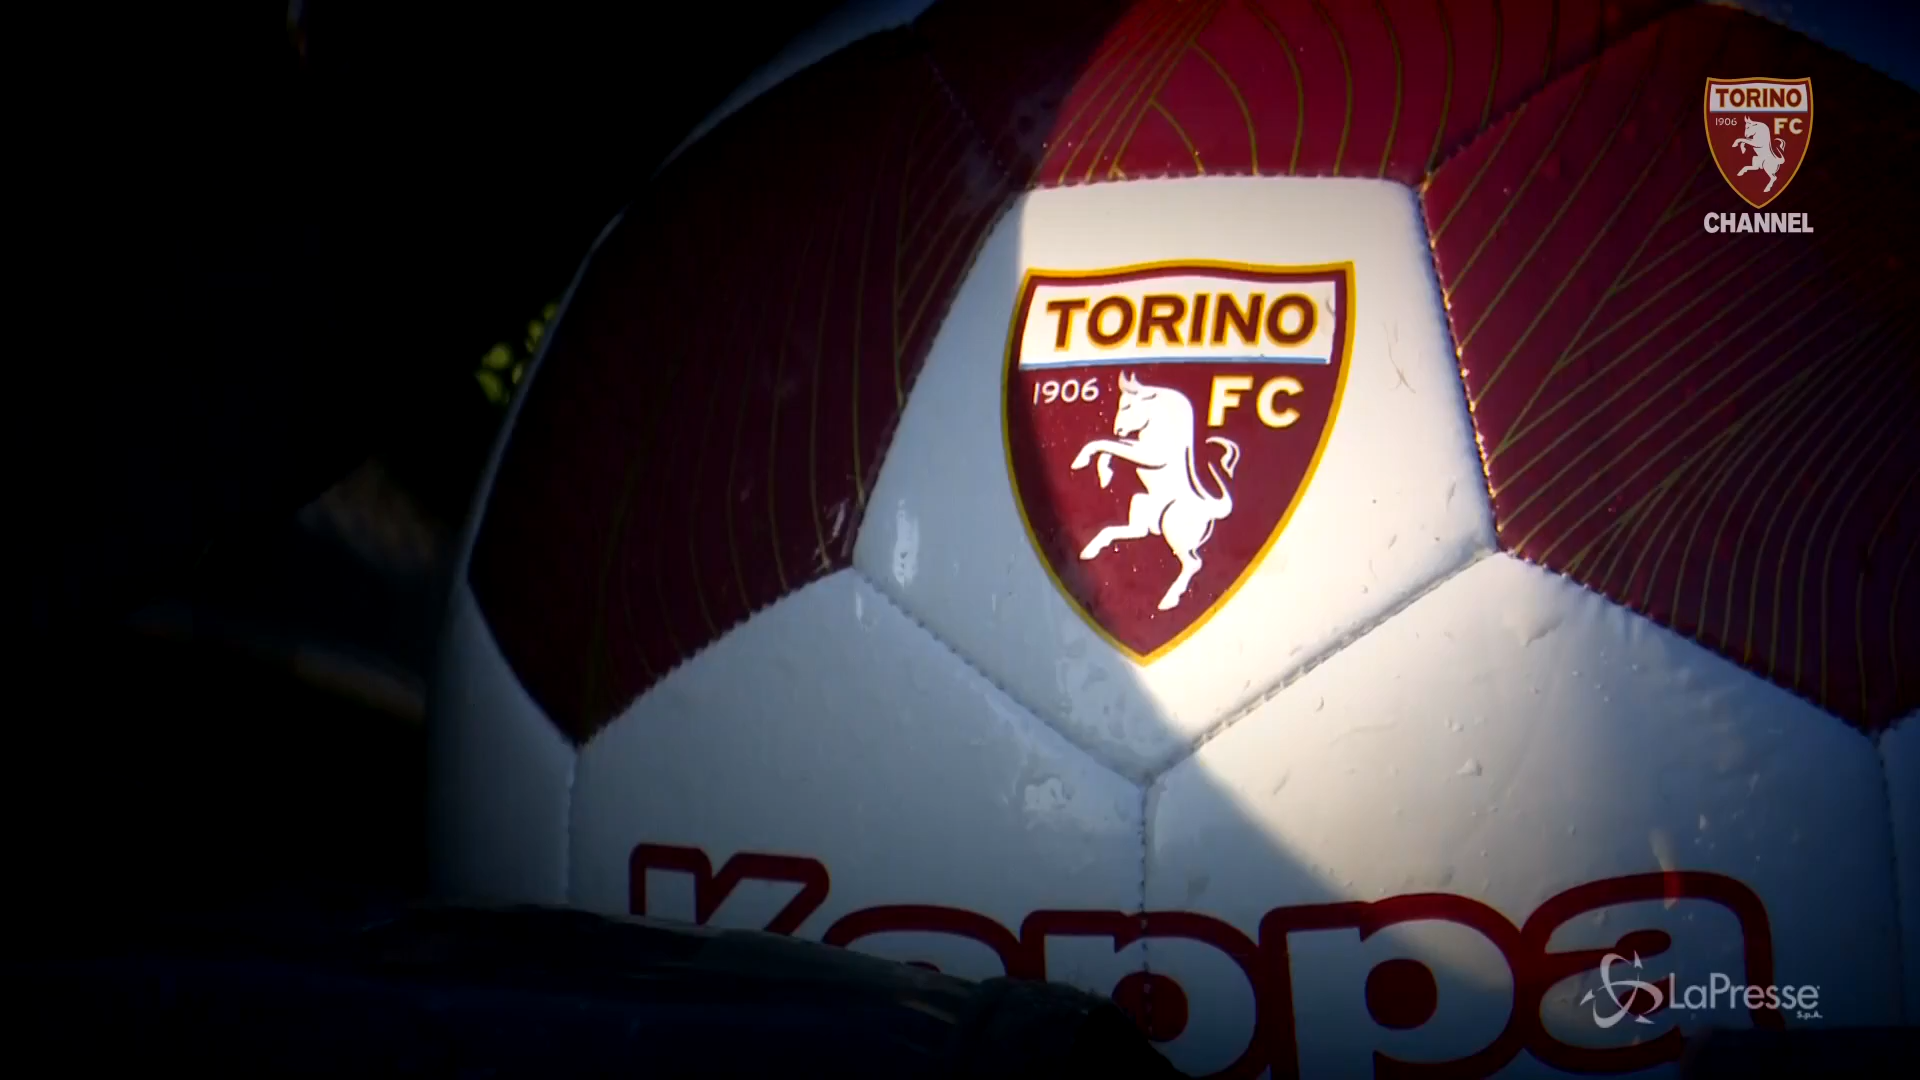 TORINO
1906 FC
CHANNEL
TORINO
1906 FC
Kappa
LaPresse
S.p.A.